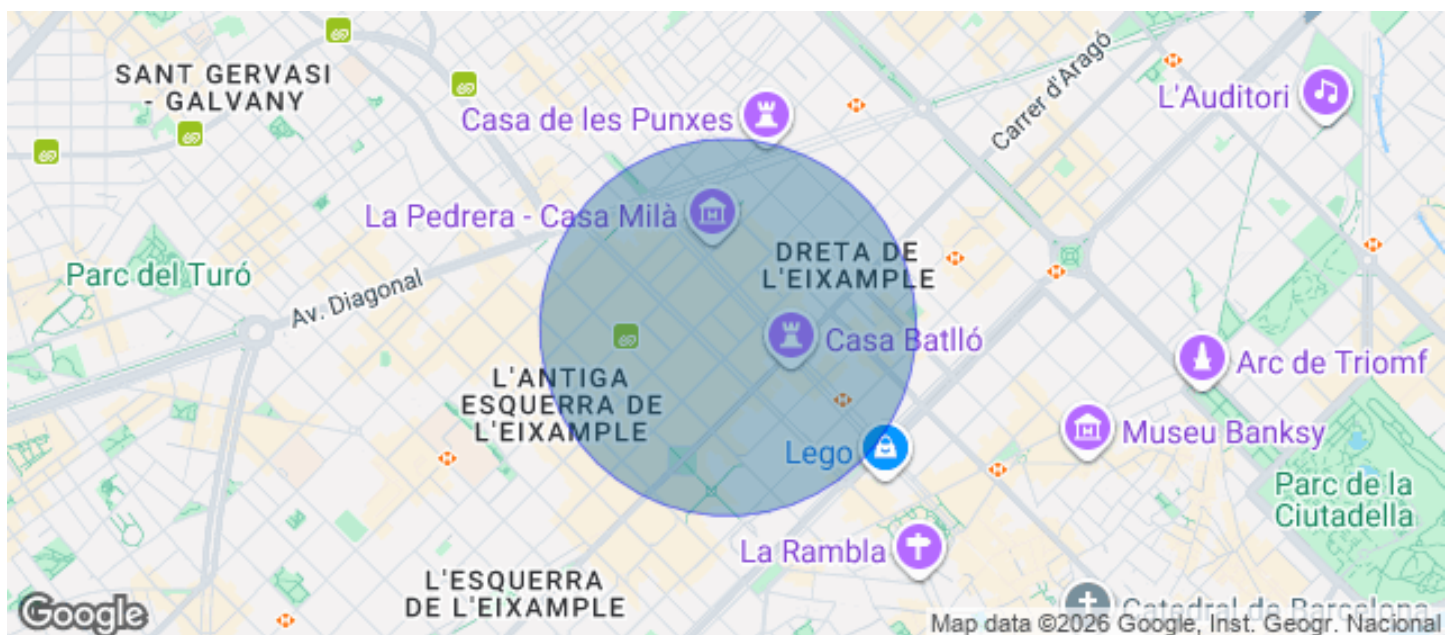 SANT GERVASI
- GALVANY
Casa de les Punxes
Carrer d'Aragó
L'Auditori
La Pedrera - Casa Milà
DRETA DE
L'EIXAMPLE
Parc del Turó
Av. Diagonal
Casa Batlló
Arc de Triomf
L'ANTIGA
ESQUERRA DE
L'EIXAMPLE
Museu Banksy
Lego
Parc de la
Ciutadella
La Rambla
L'ESQUERRA
DE L'EIXAMPLE
Catedral de Barcelona
Google
Map data ©2026 Google, Inst. Geogr. Nacional